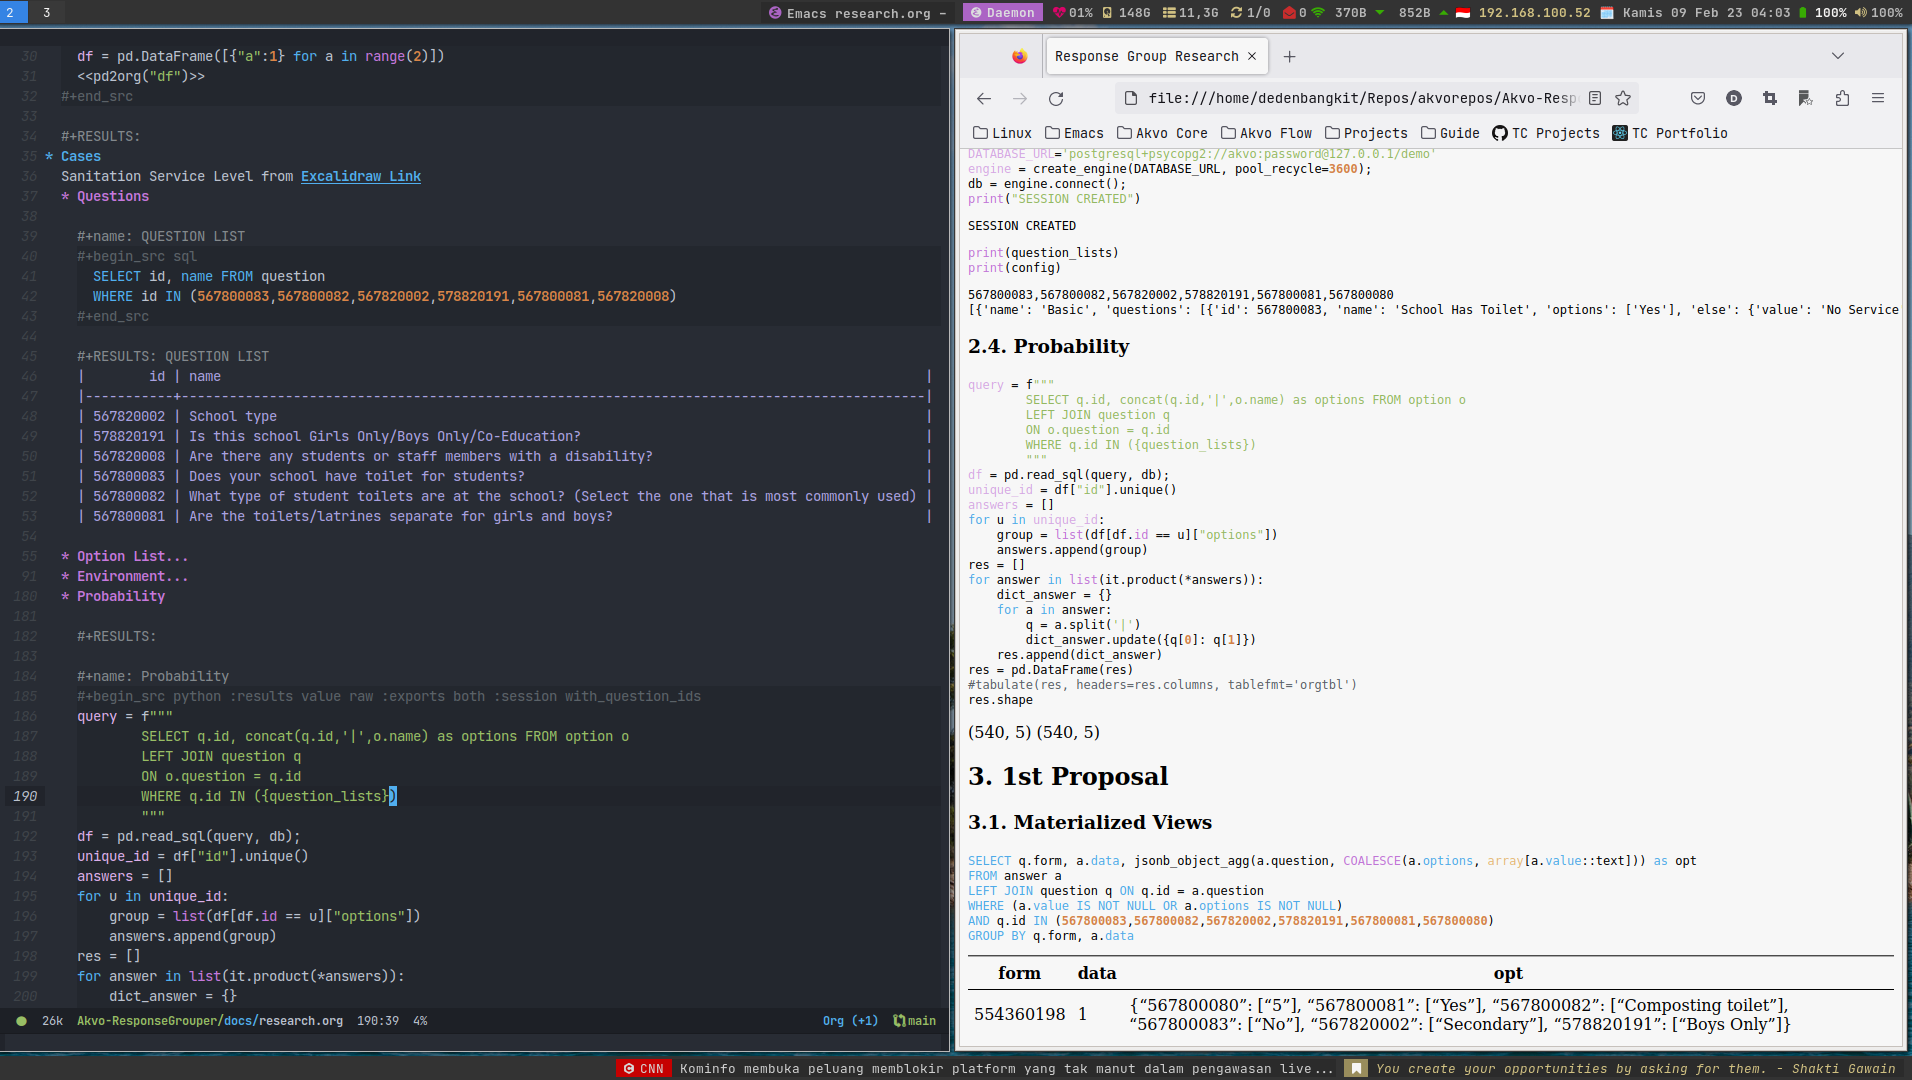 2 3 Emacs research.org – Daemon 01% 148G 11,3G 1/0 0 370B 852B 192.168.100.52 Kamis 09 Feb 23 04:03 100% 100%
30 df = pd.DataFrame([{"a":1} for a in range(2)])
31 <<pd2org("df")>>
32 #+end_src
33
34 #+RESULTS:
35 * Cases
36 Sanitation Service Level from Excalidraw Link
37 * Questions
38
39 #+name: QUESTION LIST
40 #+begin_src sql
41 SELECT id, name FROM question
42 WHERE id IN (567800083,567800082,567820002,578820191,567800081,567820008)
43 #+end_src
44
45 #+RESULTS: QUESTION LIST
46 | id | name |
47 |-----------+--------------------------------------------------------------------------------------------|
48 | 567820002 | School type |
49 | 578820191 | Is this school Girls Only/Boys Only/Co-Education? |
50 | 567820008 | Are there any students or staff members with a disability? |
51 | 567800083 | Does your school have toilet for students? |
52 | 567800082 | What type of student toilets are at the school? (Select the one that is most commonly used) |
53 | 567800081 | Are the toilets/latrines separate for girls and boys? |
54
55 * Option List...
91 * Environment...
180 * Probability
181
182 #+RESULTS:
183
184 #+name: Probability
185 #+begin_src python :results value raw :exports both :session with_question_ids
186 query = f"""
187 SELECT q.id, concat(q.id,'|',o.name) as options FROM option o
188 LEFT JOIN question q
189 ON o.question = q.id
190 WHERE q.id IN ({question_lists})
191 """
192 df = pd.read_sql(query, db);
193 unique_id = df["id"].unique()
194 answers = []
195 for u in unique_id:
196 group = list(df[df.id == u]["options"])
197 answers.append(group)
198 res = []
199 for answer in list(it.product(*answers)):
200 dict_answer = {}
26k Akvo-ResponseGrouper/docs/research.org 190:39 4% Org (+1) main
Response Group Research
file:///home/dedenbangkit/Repos/akvorepos/Akvo-Resp
Linux Emacs Akvo Core Akvo Flow Projects Guide TC Projects TC Portfolio
DATABASE_URL='postgresql+psycopg2://akvo:password@127.0.0.1/demo'
engine = create_engine(DATABASE_URL, pool_recycle=3600);
db = engine.connect();
print("SESSION CREATED")
SESSION CREATED
print(question_lists)
print(config)
567800083,567800082,567820002,578820191,567800081,567800080
[{'name': 'Basic', 'questions': [{'id': 567800083, 'name': 'School Has Toilet', 'options': ['Yes'], 'else': {'value': 'No Service
2.4. Probability
query = f"""
SELECT q.id, concat(q.id,'|',o.name) as options FROM option o
LEFT JOIN question q
ON o.question = q.id
WHERE q.id IN ({question_lists})
"""
df = pd.read_sql(query, db);
unique_id = df["id"].unique()
answers = []
for u in unique_id:
group = list(df[df.id == u]["options"])
answers.append(group)
res = []
for answer in list(it.product(*answers)):
dict_answer = {}
for a in answer:
q = a.split('|')
dict_answer.update({q[0]: q[1]})
res.append(dict_answer)
res = pd.DataFrame(res)
#tabulate(res, headers=res.columns, tablefmt='orgtbl')
res.shape
(540, 5) (540, 5)
3. 1st Proposal
3.1. Materialized Views
SELECT q.form, a.data, jsonb_object_agg(a.question, COALESCE(a.options, array[a.value::text])) as opt
FROM answer a
LEFT JOIN question q ON q.id = a.question
WHERE (a.value IS NOT NULL OR a.options IS NOT NULL)
AND q.id IN (567800083,567800082,567820002,578820191,567800081,567800080)
GROUP BY q.form, a.data
form data opt
554360198 1 {“567800080”: [“5”], “567800081”: [“Yes”], “567800082”: [“Composting toilet”],
“567800083”: [“No”], “567820002”: [“Secondary”], “578820191”: [“Boys Only”]}
CNN Kominfo membuka peluang memblokir platform yang tak manut dalam pengawasan live... You create your opportunities by asking for them. - Shakti Gawain